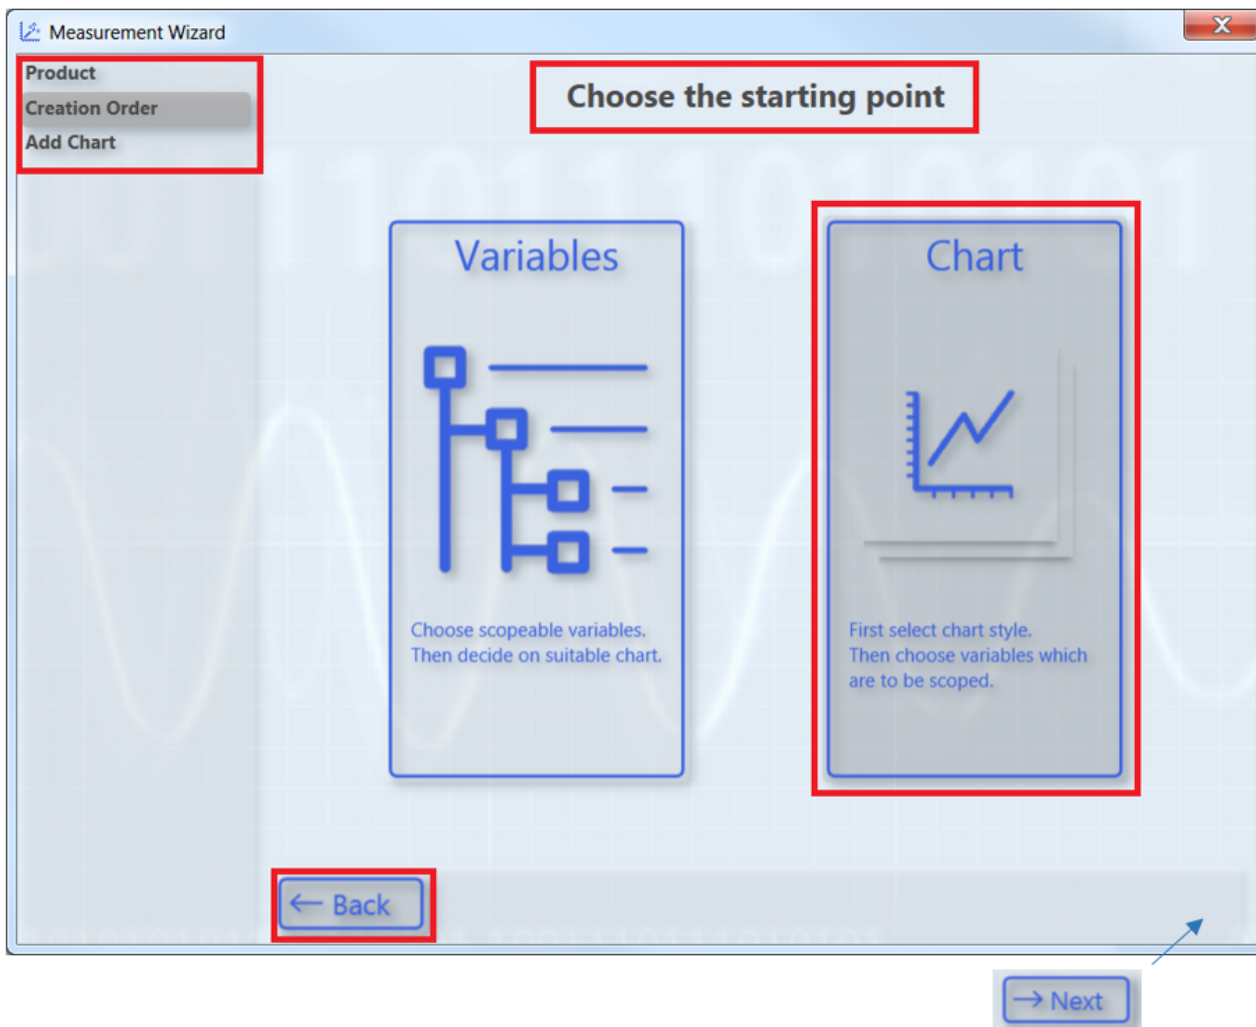 Measurement Wizard
X
Product
Creation Order
Add Chart
Choose the starting point
Variables
Choose scopeable variables.
Then decide on suitable chart.
Chart
First select chart style.
Then choose variables which
are to be scoped.
← Back
→ Next